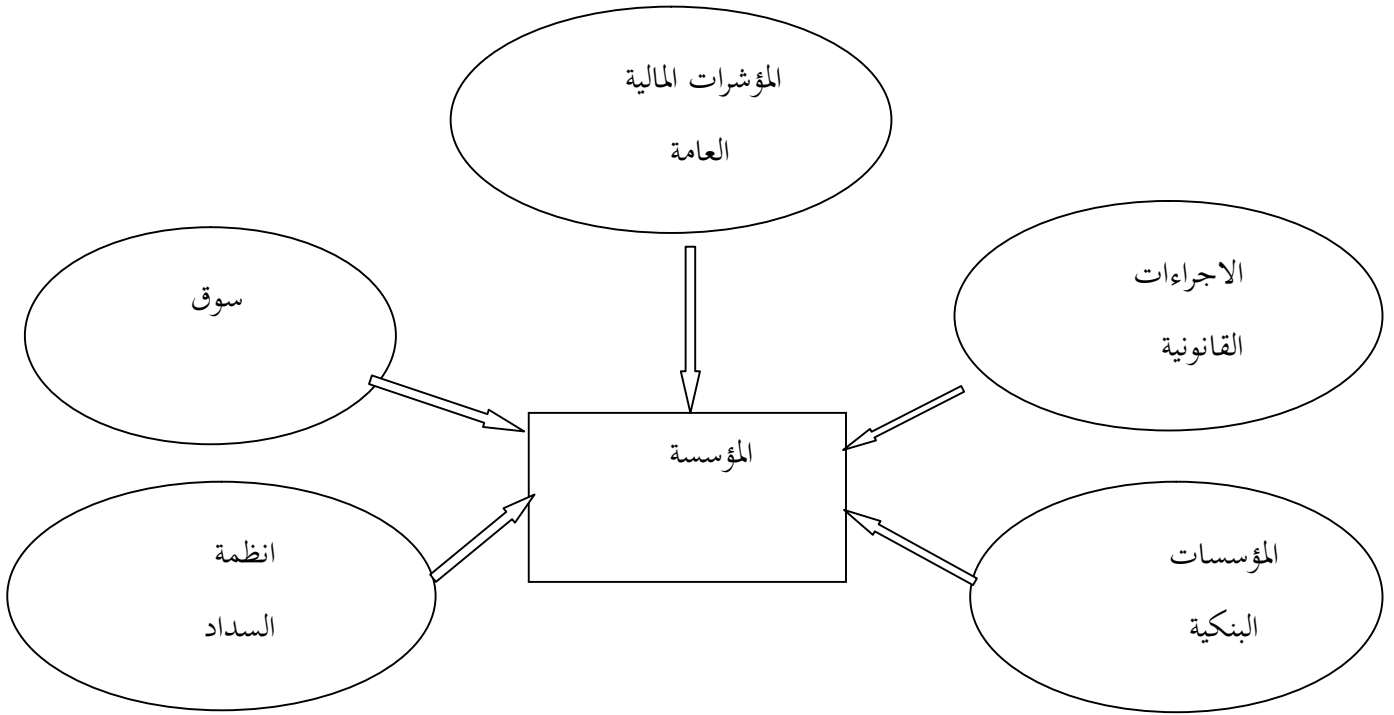 المؤشرات المالية
العامة
الاجراءات
القانونية
سوق
المؤسسة
انظمة
السداد
المؤسسات
البنكية